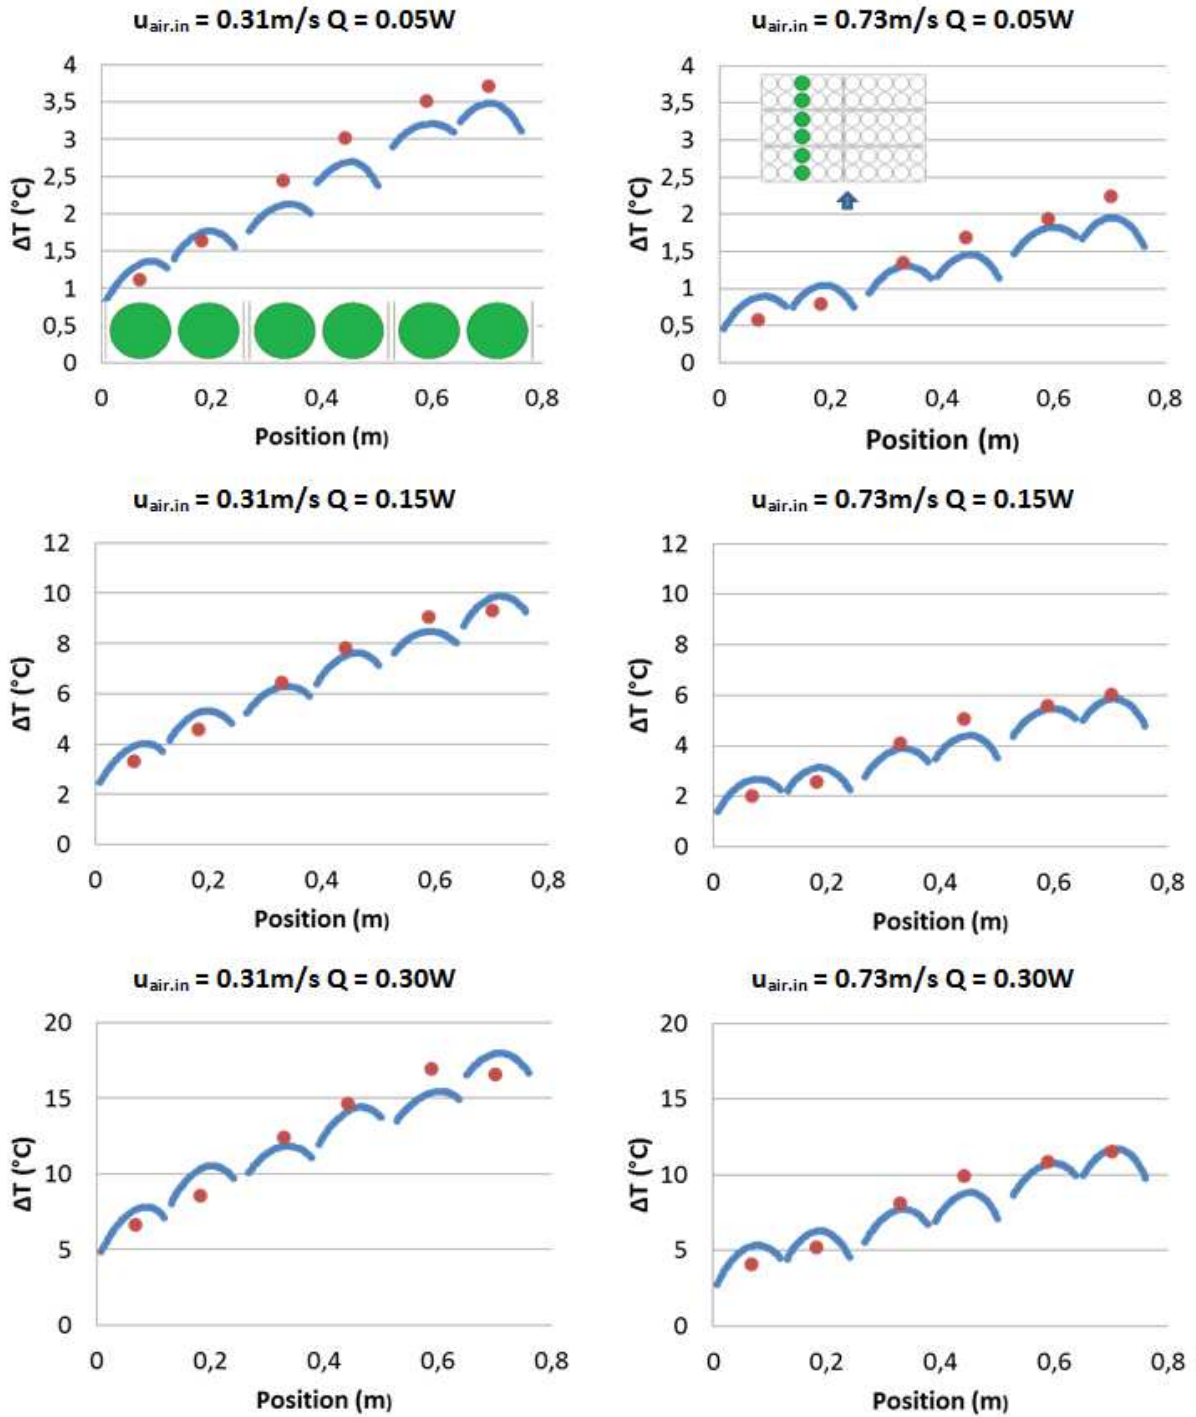 u_air.in = 0.31m/s Q = 0.05W
4
3,5
3
2,5
2
1,5
1
0,5
0
ΔT (°C)
0 0,2 0,4 0,6 0,8
Position (m)
u_air.in = 0.73m/s Q = 0.05W
4
3,5
3
2,5
2
1,5
1
0,5
0
ΔT (°C)
0 0,2 0,4 0,6 0,8
Position (m)
u_air.in = 0.31m/s Q = 0.15W
12
10
8
6
4
2
0
ΔT (°C)
0 0,2 0,4 0,6 0,8
Position (m)
u_air.in = 0.73m/s Q = 0.15W
12
10
8
6
4
2
0
ΔT (°C)
0 0,2 0,4 0,6 0,8
Position (m)
u_air.in = 0.31m/s Q = 0.30W
20
15
10
5
0
ΔT (°C)
0 0,2 0,4 0,6 0,8
Position (m)
u_air.in = 0.73m/s Q = 0.30W
20
15
10
5
0
ΔT (°C)
0 0,2 0,4 0,6 0,8
Position (m)